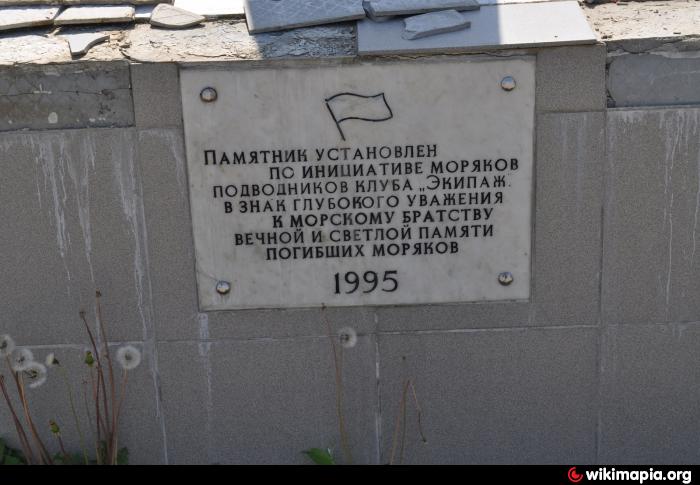 ПАМЯТНИК УСТАНОВЛЕН
ПО ИНИЦИАТИВЕ МОРЯКОВ
ПОДВОДНИКОВ КЛУБА „ЭКИПАЖ"
В ЗНАК ГЛУБОКОГО УВАЖЕНИЯ
К МОРСКОМУ БРАТСТВУ
ВЕЧНОЙ И СВЕТЛОЙ ПАМЯТИ
ПОГИБШИХ МОРЯКОВ
1995
wikimapia.org